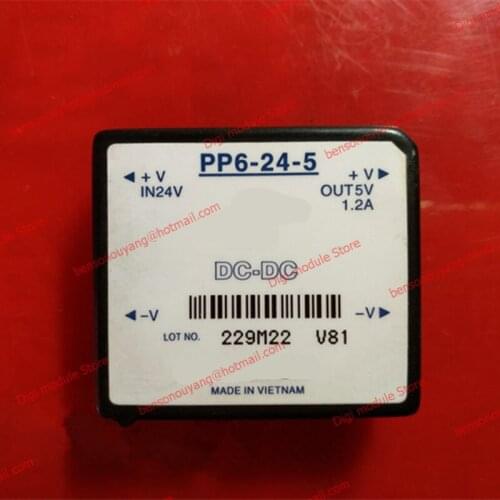 PP6-24-5
◄ + V
IN24V
+ V ►
OUT5V
1.2A
DC-DC
◄ -V
-V ►
LOT NO. 229M22 V81
MADE IN VIETNAM
Digi module Store
bensonouyang@hotmail.com